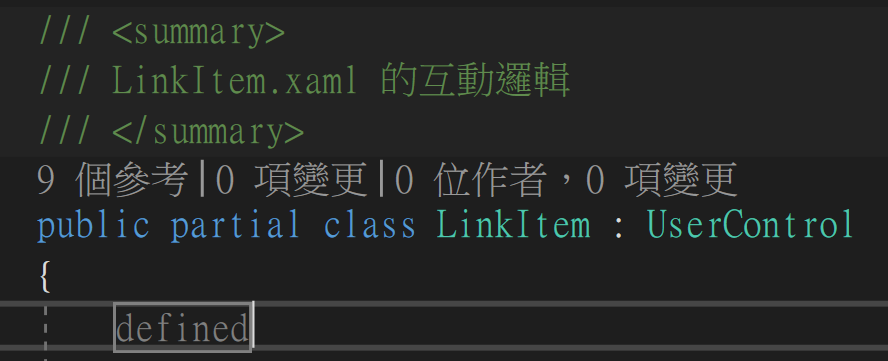 /// <summary>
/// LinkItem.xaml 的互動邏輯
/// </summary>
9 個參考|0 項變更|0 位作者，0 項變更
public partial class LinkItem : UserControl
{
defined